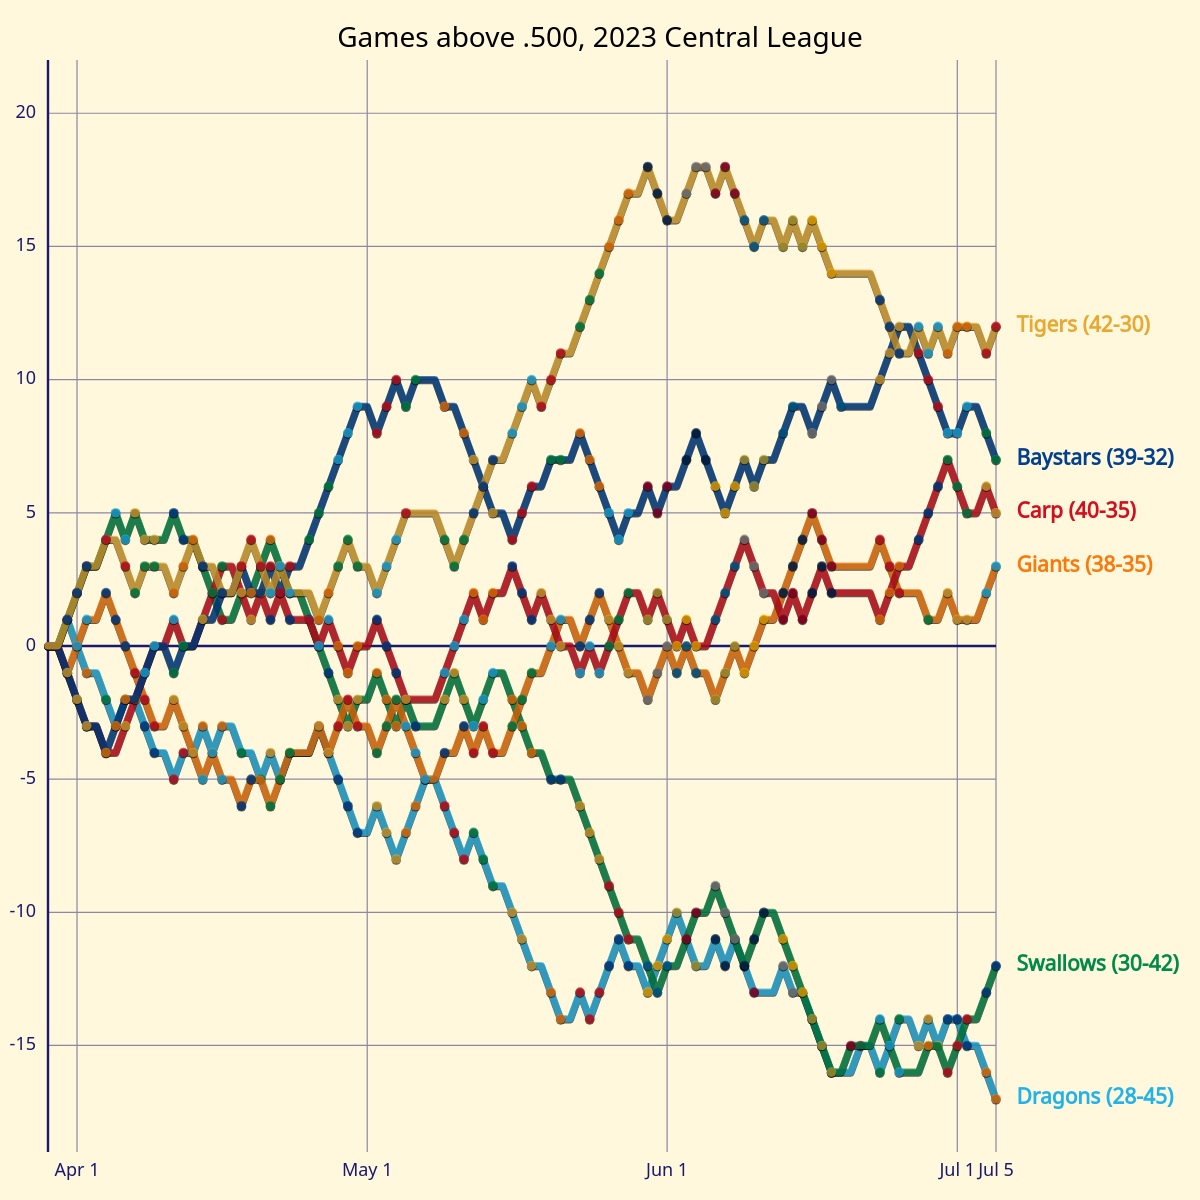 Games above .500, 2023 Central League
20
15
10
5
0
-5
-10
-15
Tigers (42-30)
Baystars (39-32)
Carp (40-35)
Giants (38-35)
Swallows (30-42)
Dragons (28-45)
Apr 1
May 1
Jun 1
Jul 1
Jul 5